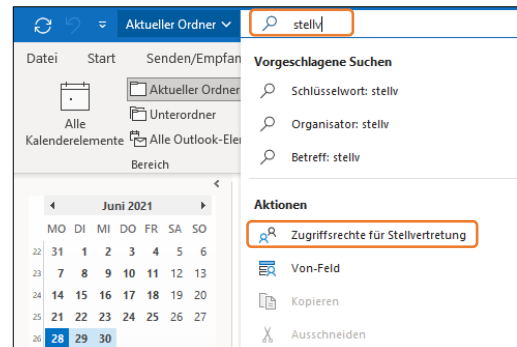 Aktueller Ordner
stellv
Datei Start Senden/Empfan
Aktueller Ordner
Unterordner
Alle Outlook-Ele
Alle
Kalenderelemente
Bereich
Juni 2021
MO DI MI DO FR SA SO
22 31 1 2 3 4 5 6
23 7 8 9 10 11 12 13
24 14 15 16 17 18 19 20
25 21 22 23 24 25 26 27
26 28 29 30
Vorgeschlagene Suchen
Schlüsselwort: stellv
Organisator: stellv
Betreff: stellv
Aktionen
Zugriffsrechte für Stellvertretung
Von-Feld
Kopieren
Ausschneiden